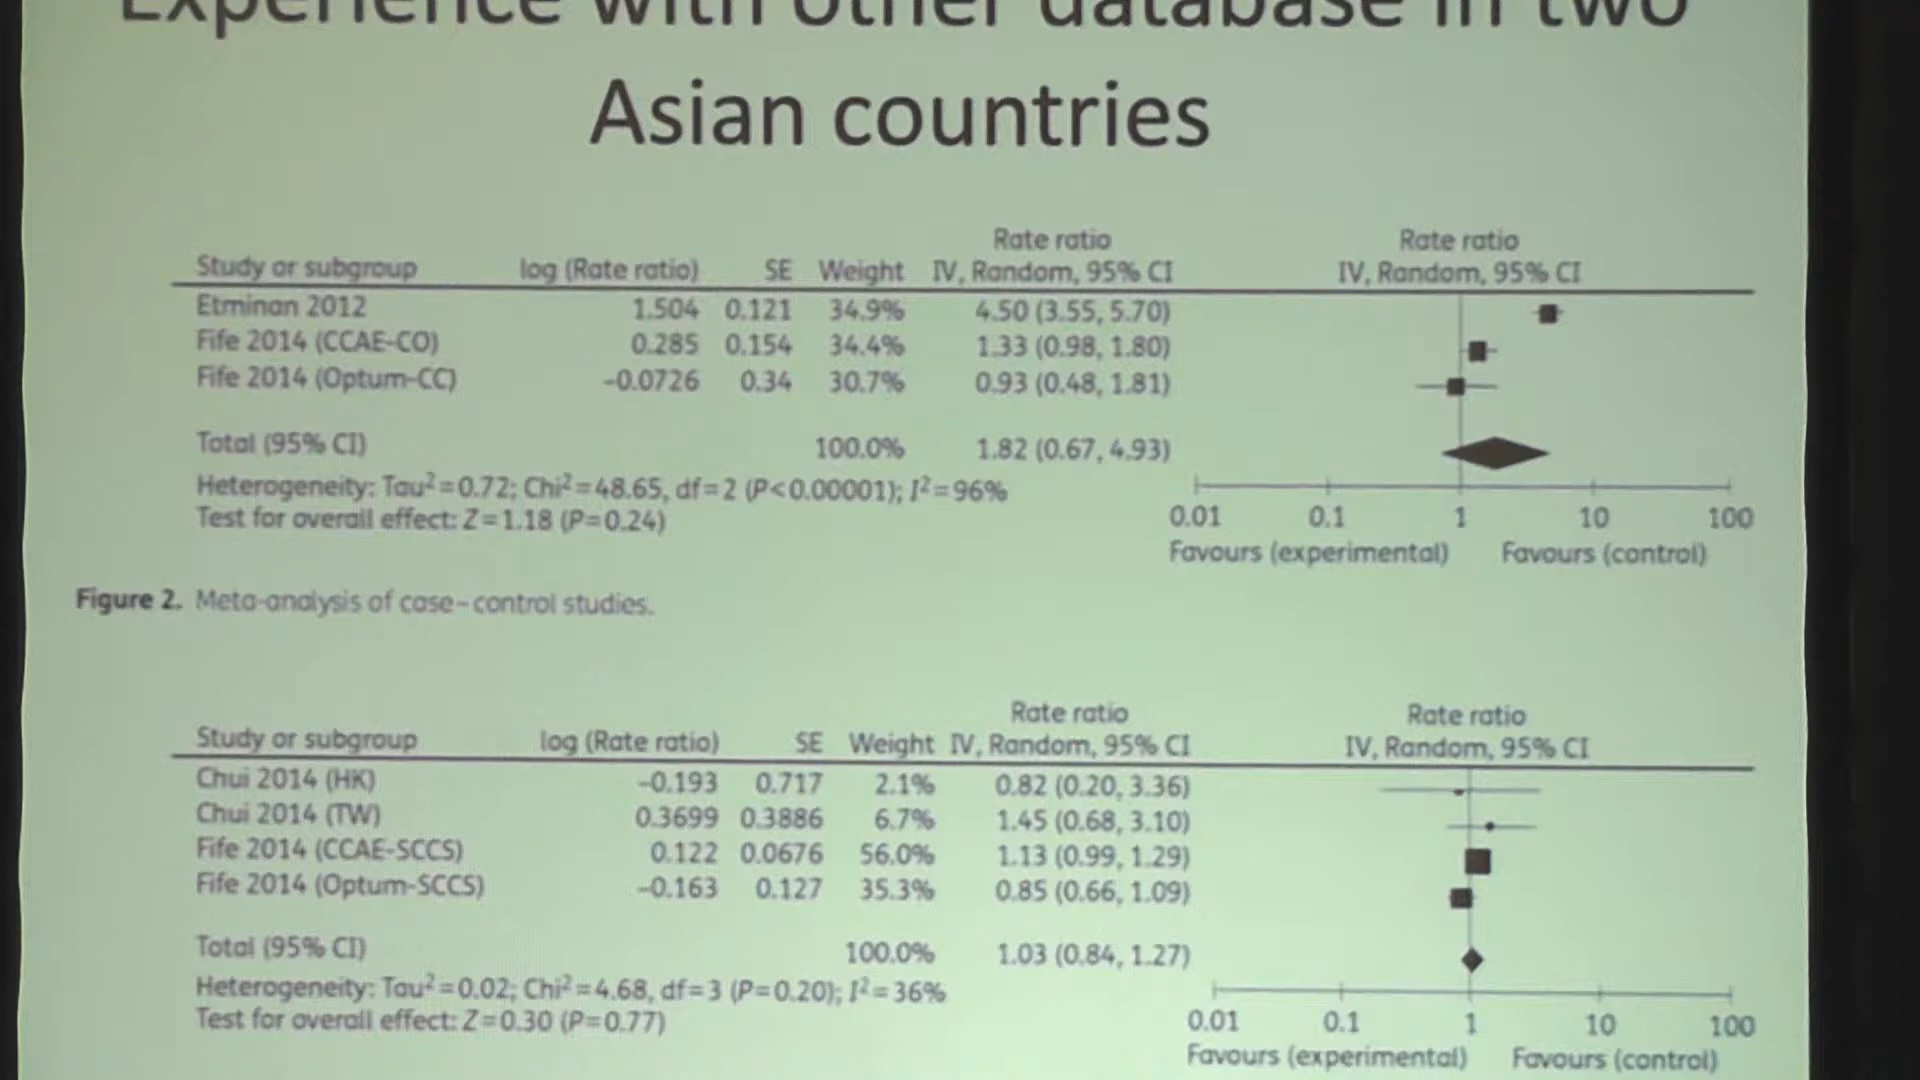 Experience with other database in two
Asian countries
Rate ratio Rate ratio
Study or subgroup log (Rate ratio) SE Weight IV, Random, 95% CI IV, Random, 95% CI
Etminan 2012 1.504 0.121 34.9% 4.50 (3.55, 5.70)
Fife 2014 (CCAE-CO) 0.285 0.154 34.4% 1.33 (0.98, 1.80)
Fife 2014 (Optum-CC) −0.0726 0.34 30.7% 0.93 (0.48, 1.81)
Total (95% CI) 100.0% 1.82 (0.67, 4.93)
Heterogeneity: Tau²=0.72; Chi²=48.65, df=2 (P<0.00001); I²=96%
Test for overall effect: Z=1.18 (P=0.24)
0.01 0.1 1 10 100
Favours (experimental) Favours (control)
Figure 2. Meta-analysis of case–control studies.
Rate ratio Rate ratio
Study or subgroup log (Rate ratio) SE Weight IV, Random, 95% CI IV, Random, 95% CI
Chui 2014 (HK) −0.193 0.717 2.1% 0.82 (0.20, 3.36)
Chui 2014 (TW) 0.3699 0.3886 6.7% 1.45 (0.68, 3.10)
Fife 2014 (CCAE-SCCS) 0.122 0.0676 56.0% 1.13 (0.99, 1.29)
Fife 2014 (Optum-SCCS) −0.163 0.127 35.3% 0.85 (0.66, 1.09)
Total (95% CI) 100.0% 1.03 (0.84, 1.27)
Heterogeneity: Tau²=0.02; Chi²=4.68, df=3 (P=0.20); I²=36%
Test for overall effect: Z=0.30 (P=0.77)
0.01 0.1 1 10 100
Favours (experimental) Favours (control)